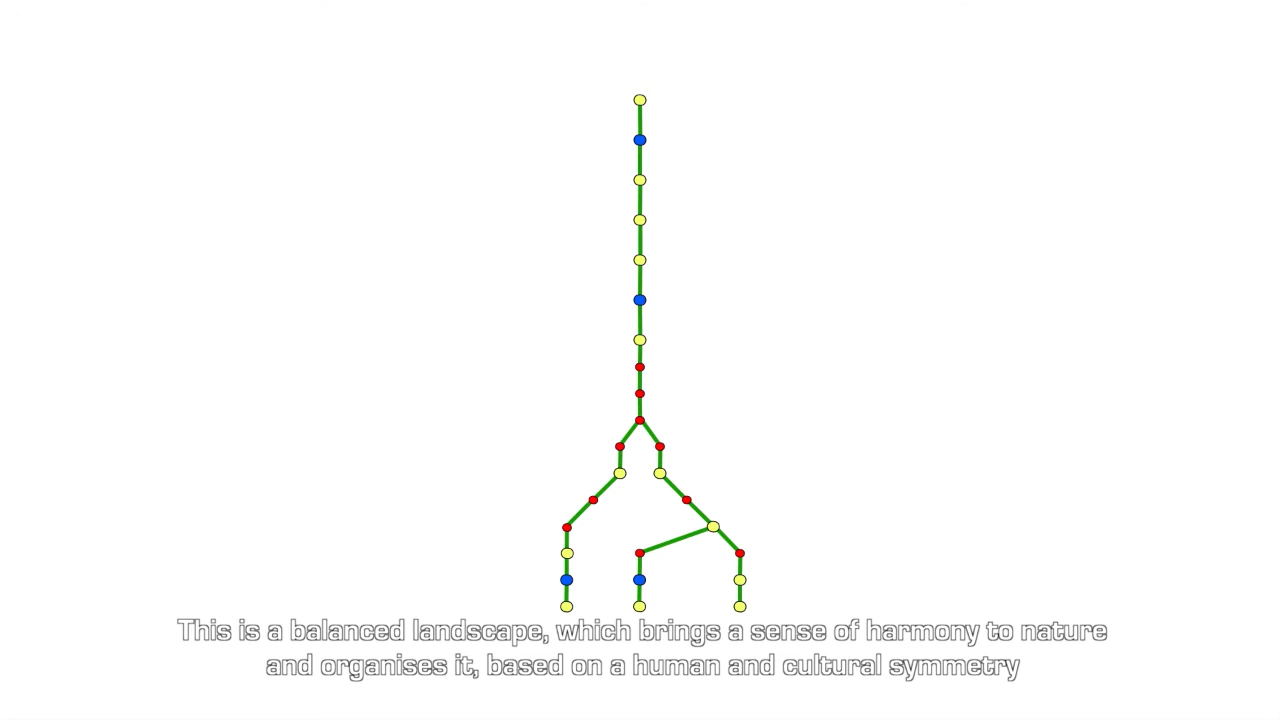 This is a balanced landscape, which brings a sense of harmony to nature
and organises it, based on a human and cultural symmetry